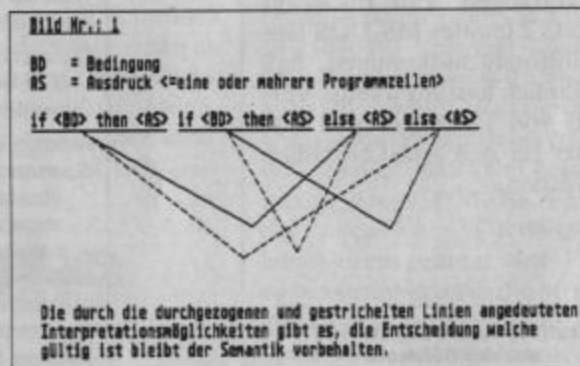 Bild Nr.: 1
BD = Bedingung
AS = Ausdruck <=eine oder mehrere Programmzeilen>
if <BD> then <AS> if <BD> then <AS> else <AS> else <AS>
Die durch die durchgezogenen und gestrichelten Linien angedeuteten
Interpretationsmöglichkeiten gibt es, die Entscheidung welche
gültig ist bleibt der Semantik vorbehalten.